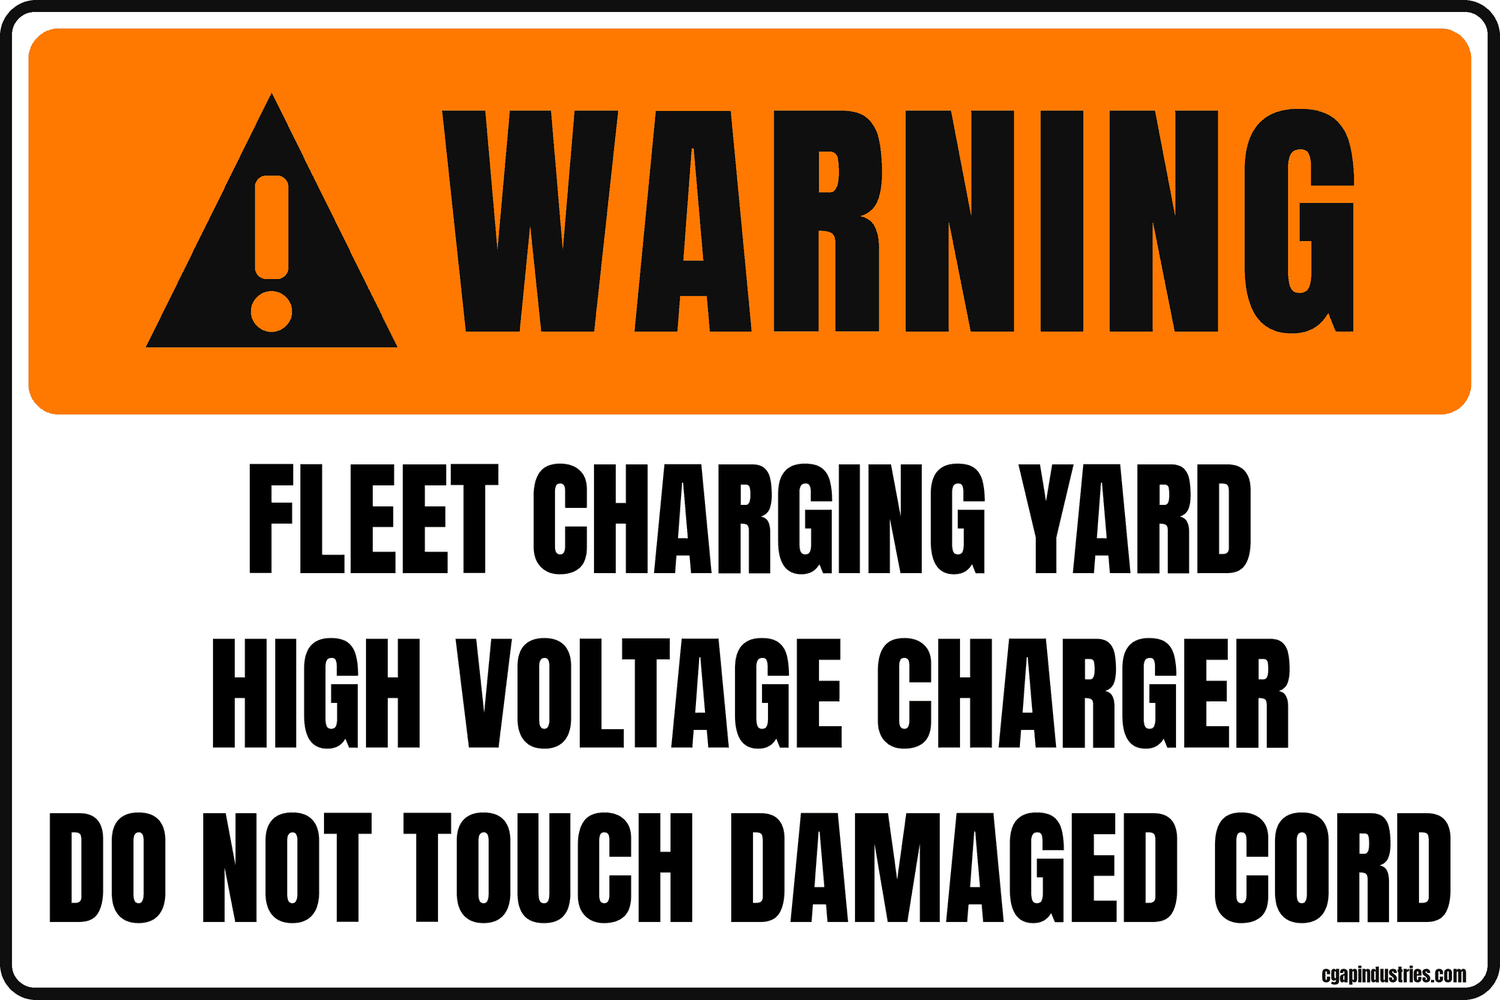 WARNING
FLEET CHARGING YARD
HIGH VOLTAGE CHARGER
DO NOT TOUCH DAMAGED CORD
cgapindustries.com